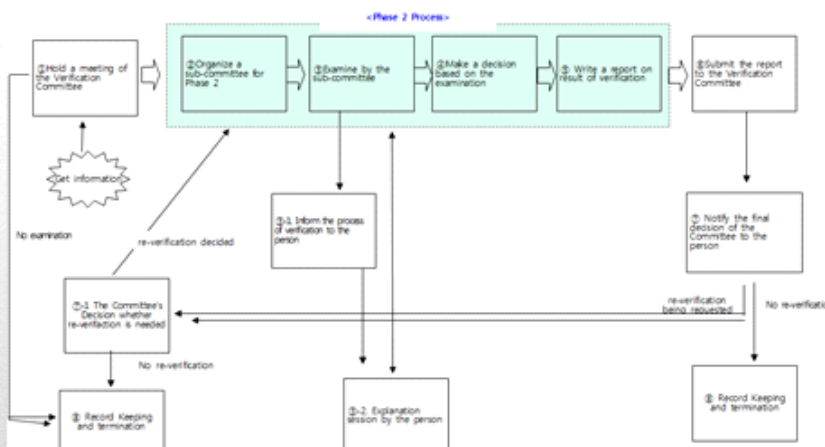 <Phase 2 Process>
①Hold a meeting of
the Verification
Committee
②Organize a
sub-committee for
Phase 2
③Examine by the
sub-committee
④Make a decision
based on the
examination
⑤ Write a report on
result of verification
⑥Submit the report
to the Verification
Committee
Get information
No examination
re-verification decided
③-1. Inform the process
of verification to the
person
⑦ Notify the final
decision of the
Committee to the
person
⑦-1 The Committee's
Decision whether
re-verifaction is needed
re-verification
being requested
No re-verificatio
No re-verification
⑧ Record Keeping
and termination
③-2. Explanation
session by the person
⑧ Record Keeping
and termination